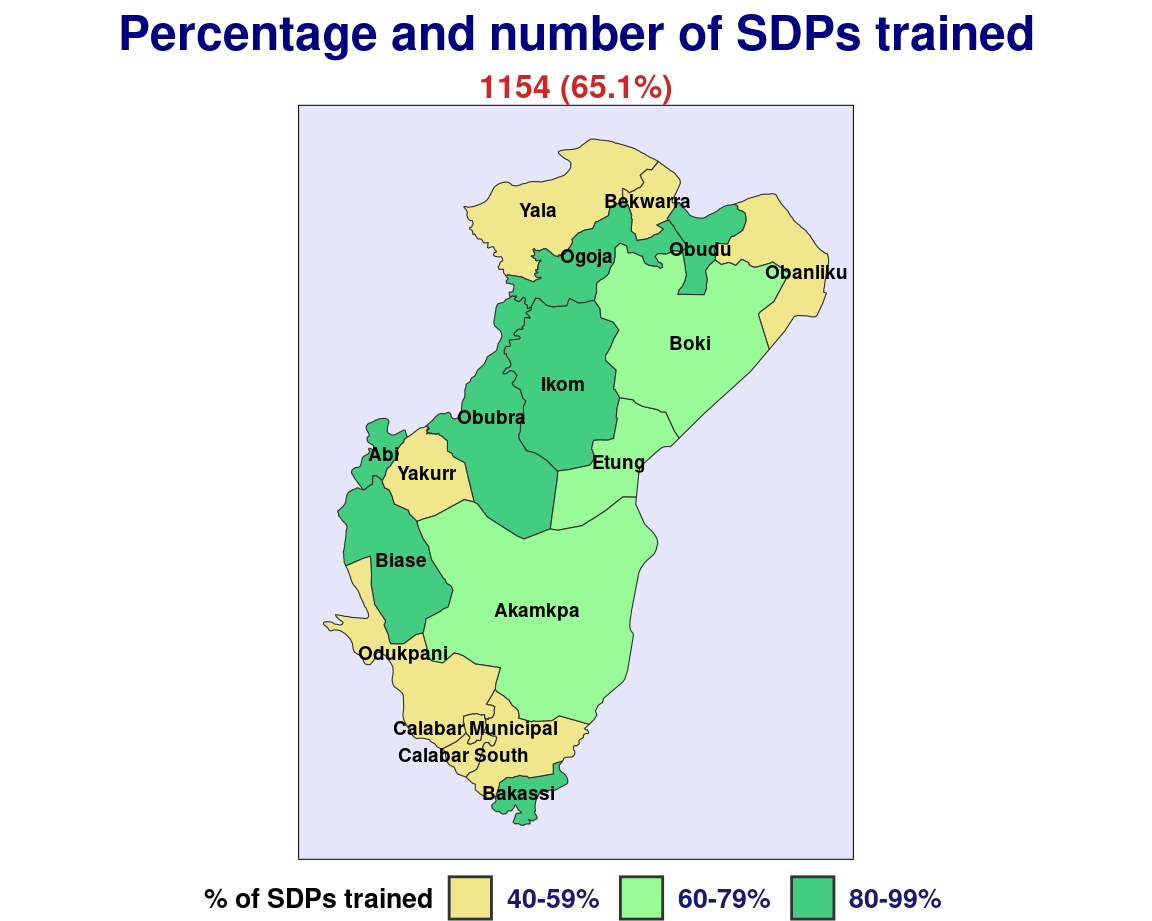 Percentage and number of SDPs trained
1154 (65.1%)
Bekwarra
Yala
Obudu
Ogoja
Obanliku
Boki
Ikom
Obubra
Abi
Etung
Yakurr
Biase
Akamkpa
Odukpani
Calabar Municipal
Calabar South
Bakassi
% of SDPs trained 40-59% 60-79% 80-99%